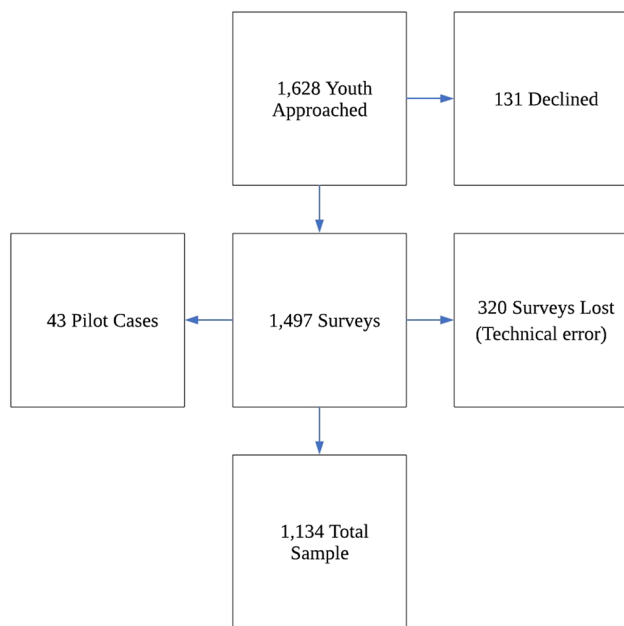 1,628 Youth
Approached
131 Declined
43 Pilot Cases
1,497 Surveys
320 Surveys Lost
(Technical error)
1,134 Total
Sample